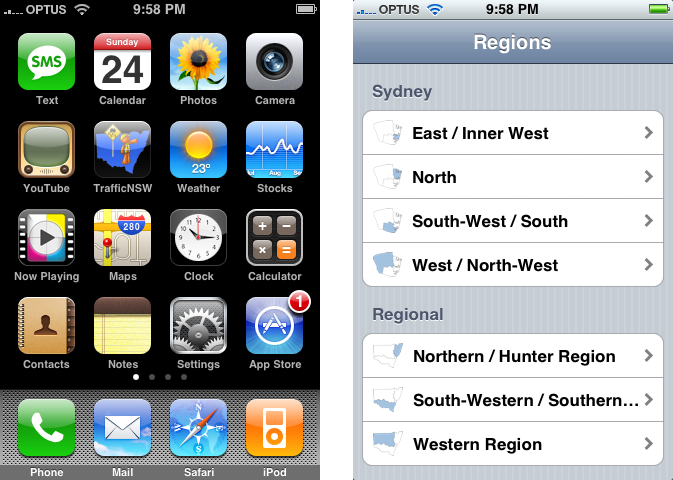 OPTUS 9:58 PM
SMS
Sunday
24
280
23°
Text Calendar Photos Camera
YouTube TrafficNSW Weather Stocks
Jul Aug Sep
Now Playing Maps Clock Calculator
1
Contacts Notes Settings App Store
Phone Mail Safari iPod
OPTUS 9:58 PM
Regions
Sydney
East / Inner West
North
South-West / South
West / North-West
Regional
Northern / Hunter Region
South-Western / Southern…
Western Region